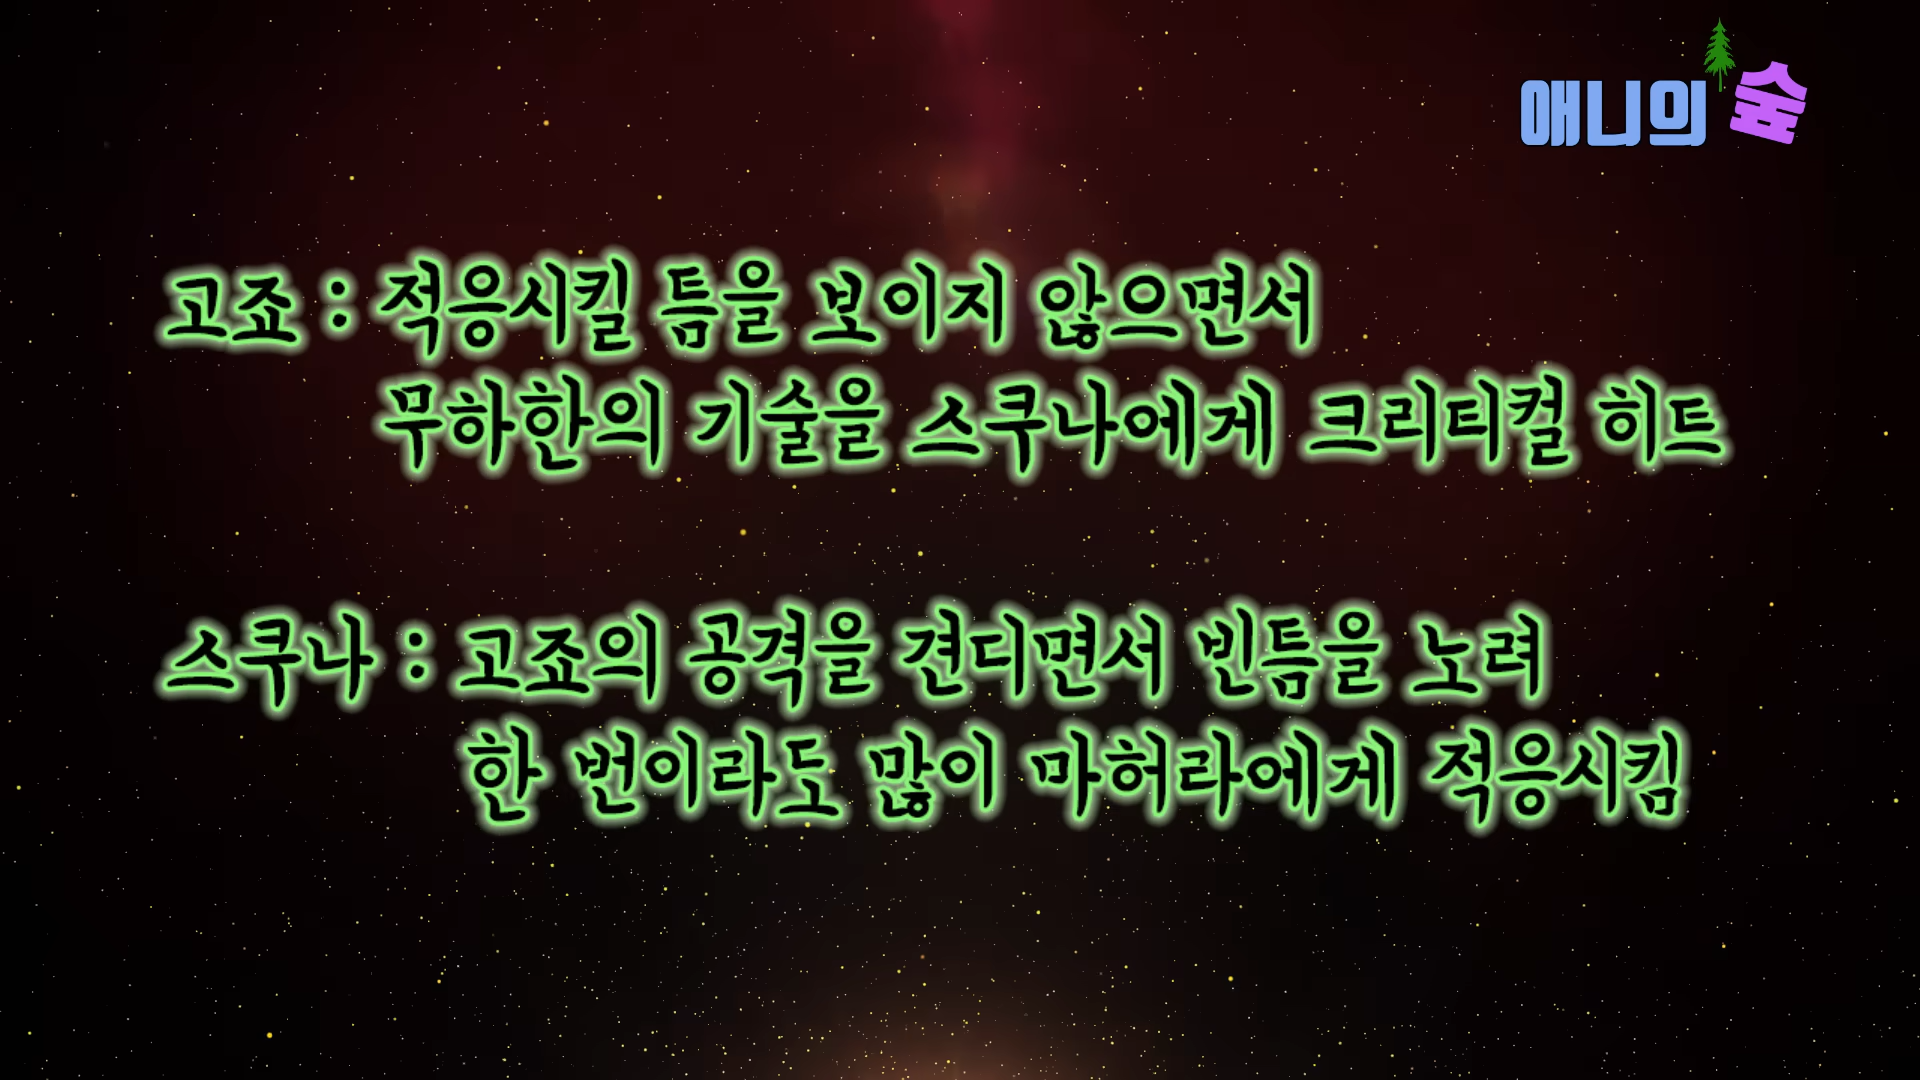 애니의 숲
고죠 : 적응시킬 틈을 보이지 않으면서
무하한의 기술을 스쿠나에게 크리티컬 히트
스쿠나 : 고죠의 공격을 견디면서 빈틈을 노려
한 번이라도 많이 마허라에게 적응시킴